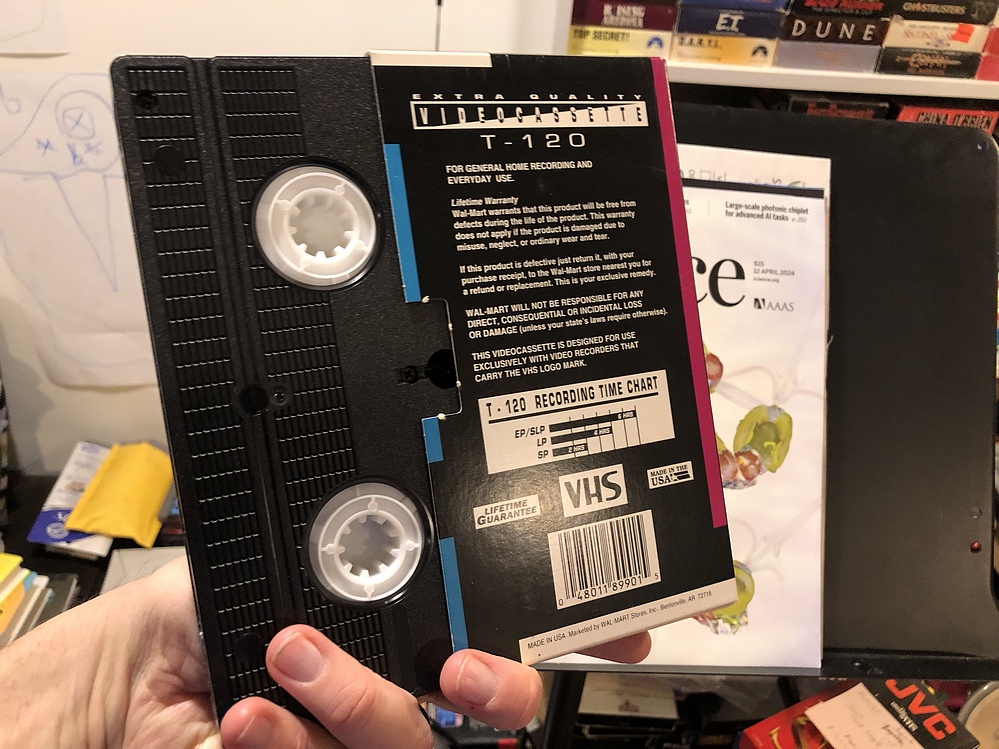 EXTRA QUALITY
VIDEOCASSETTE
T-120
FOR GENERAL HOME RECORDING AND
EVERYDAY USE.
Lifetime Warranty
Wal-Mart warrants that this product will be free from
defects during the life of the product. This warranty
does not apply if the product is damaged due to
misuse, neglect, or ordinary wear and tear.
If this product is defective just return it, with your
purchase receipt, to the Wal-Mart store nearest you for
a refund or replacement. This is your exclusive remedy.
WAL-MART WILL NOT BE RESPONSIBLE FOR ANY
DIRECT, CONSEQUENTIAL OR INCIDENTAL LOSS
OR DAMAGE (unless your state's laws require otherwise).
THIS VIDEOCASSETTE IS DESIGNED FOR USE
EXCLUSIVELY WITH VIDEO RECORDERS THAT
CARRY THE VHS LOGO MARK.
T-120 RECORDING TIME CHART
EP/SLP 6 HRS
LP 4 HRS
SP 2 HRS
LIFETIME
GUARANTEE
VHS
MADE IN THE
USA
0 48011 89901 5
MADE IN USA. Marketed by WAL-MART Stores, Inc. Bentonville, AR 72716
TOP SECRET!
E.T.
D.A.R.Y.L.
DUNE
GHOSTBUSTERS
Large-scale photonic chiplet
for advanced AI tasks
ce
$15
12 APRIL 2024
science.org
AAAS
JVC